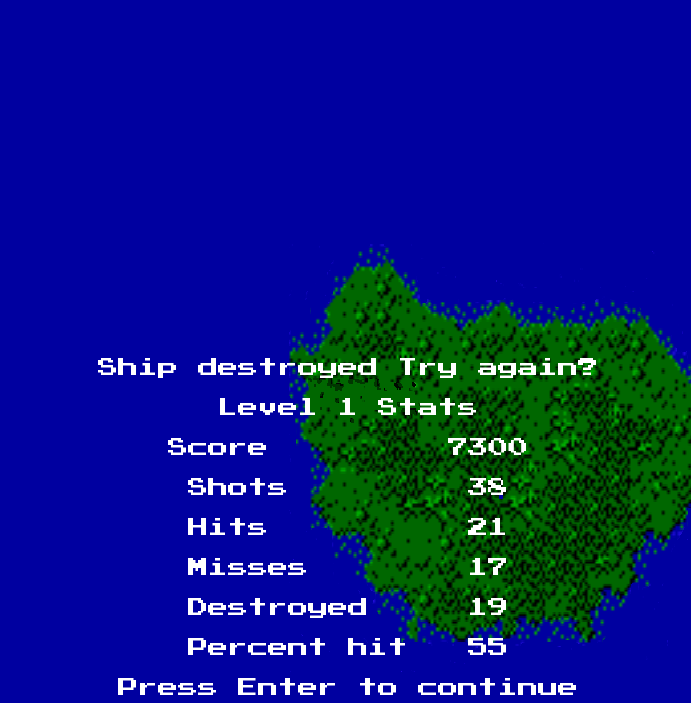 Ship destroyed Try again?
Level 1 Stats
Score 7300
Shots 38
Hits 21
Misses 17
Destroyed 19
Percent hit 55
Press Enter to continue